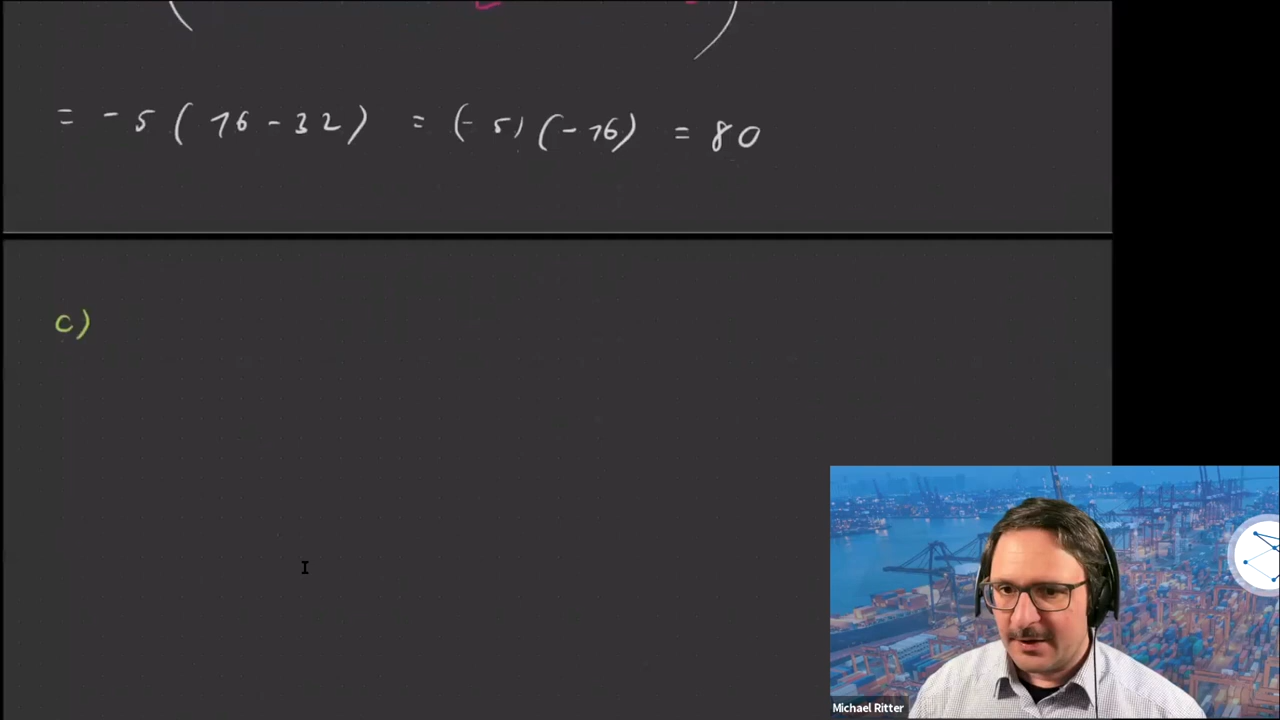 = -5 ( 16 - 32 ) = (-5) (-16) = 80
c)
Michael Ritter